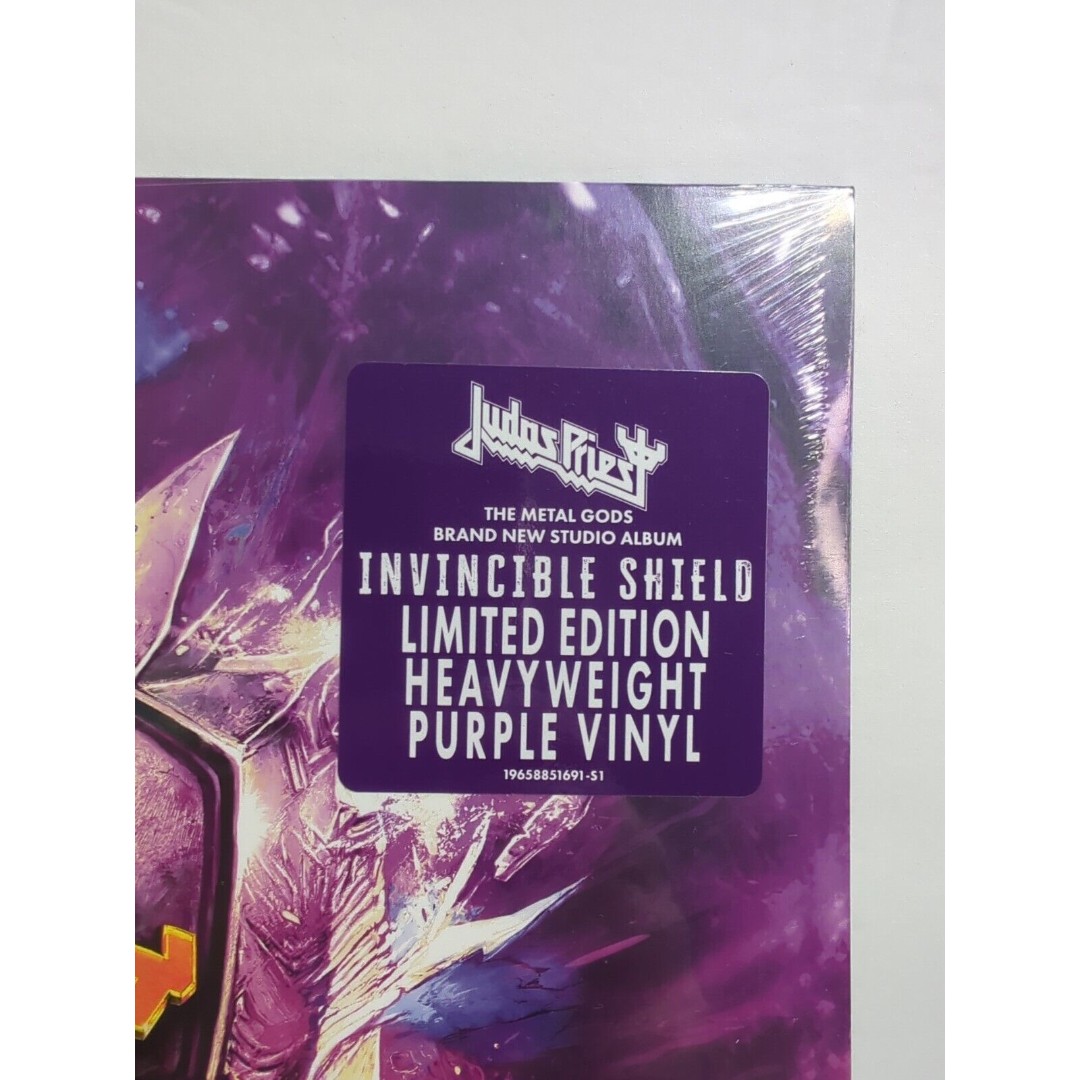 Judas Priest
THE METAL GODS
BRAND NEW STUDIO ALBUM
INVINCIBLE SHIELD
LIMITED EDITION
HEAVYWEIGHT
PURPLE VINYL
19658851691-S1